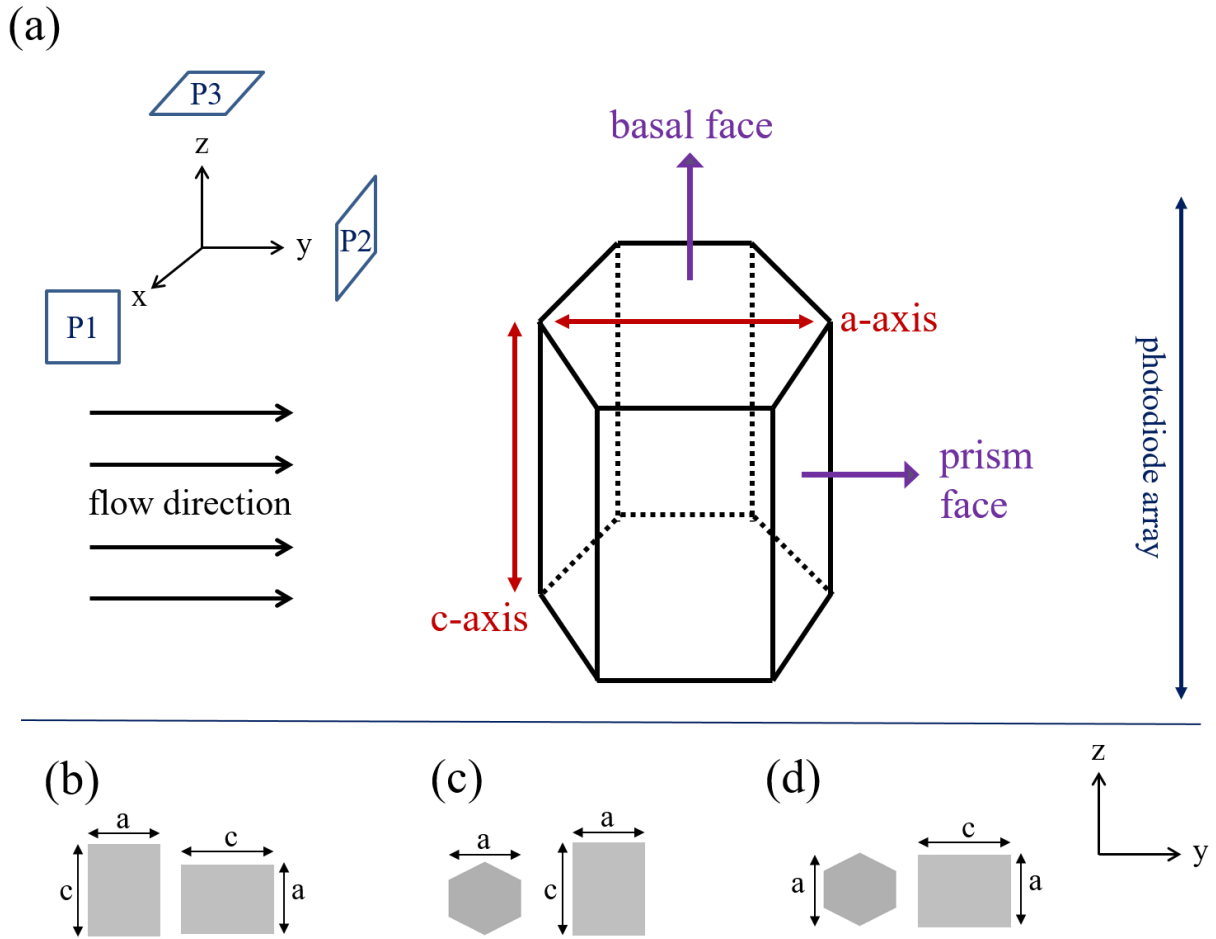 (a)
P3
z
P2
y
x
P1
flow direction
basal face
a-axis
c-axis
prism
face
photodiode array
(b)
a
c
c
a
(c)
a
a
c
(d)
a
c
a
z
y